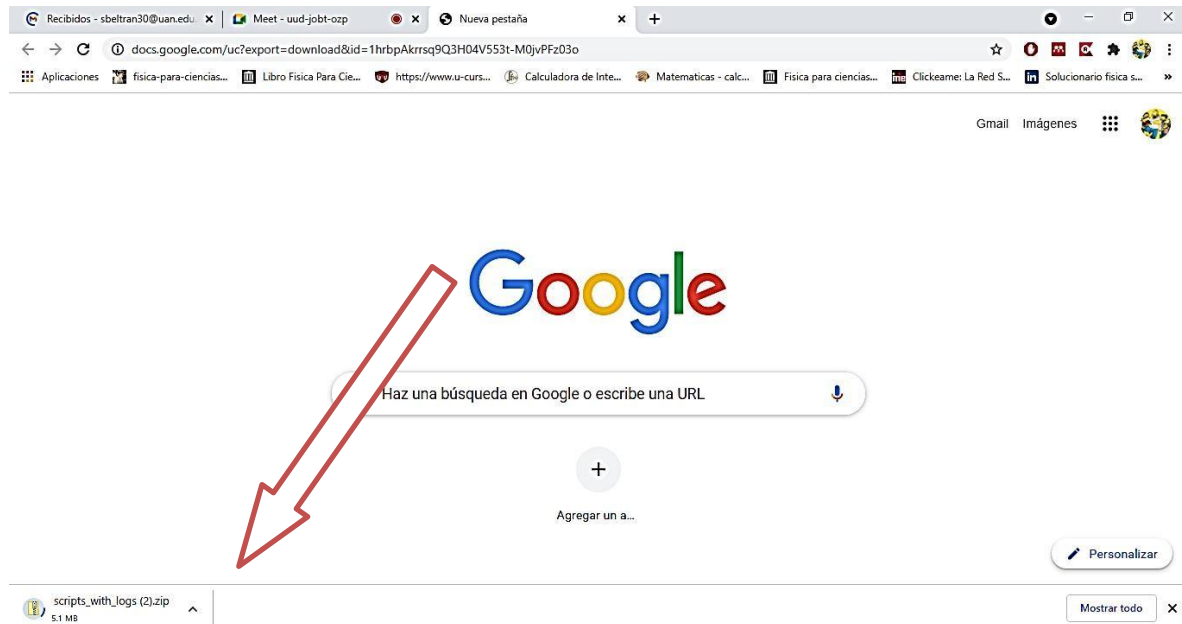 Recibidos - sbeltran30@uan.edu.
Meet - uud-jobt-ozp
Nueva pestaña
docs.google.com/uc?export=download&id=1hrbpAkrrsq9Q3H04V553t-M0jvPFz03o
Aplicaciones fisica-para-ciencias... Libro Fisica Para Cie... https://www.u-curs... Calculadora de Inte... Matematicas - calc... Fisica para ciencias... Clickeame: La Red S... Solucionario fisica s... »
Gmail Imágenes
Google
Haz una búsqueda en Google o escribe una URL
Agregar un a...
Personalizar
scripts_with_logs (2).zip
5.1 MB
Mostrar todo